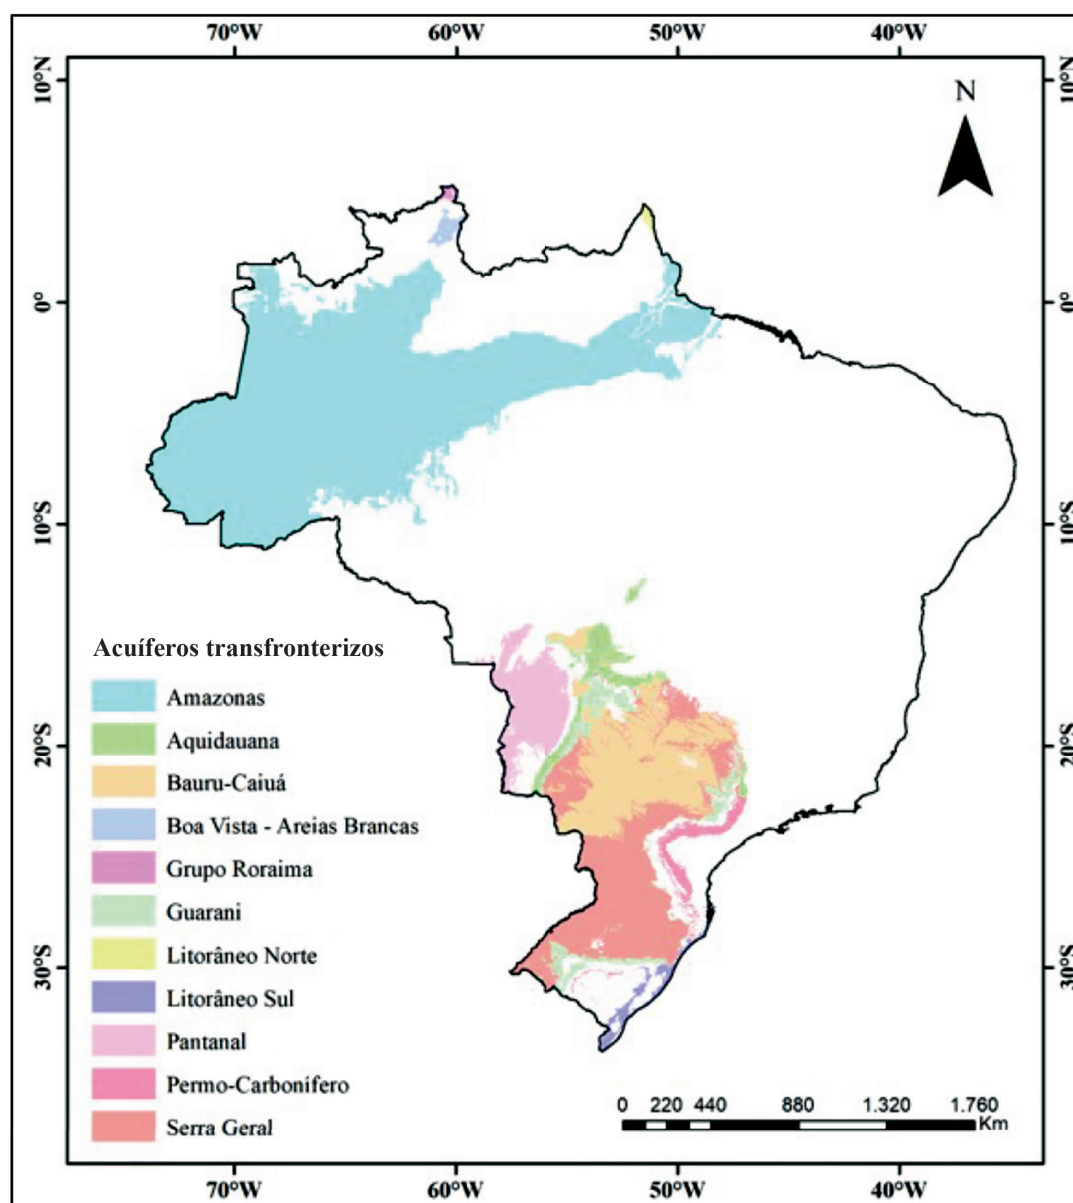 70°W 60°W 50°W 40°W
10°N 10°N
N
0° 0°
10°S 10°S
Acuíferos transfronterizos
Amazonas
Aquidauana
20°S 20°S
Bauru-Caiuá
Boa Vista - Areias Brancas
Grupo Roraima
Guarani
Litorâneo Norte
30°S 30°S
Litorâneo Sul
Pantanal
Permo-Carbonifero
Serra Geral
0 220 440 880 1.320 1.760
Km
70°W 60°W 50°W 40°W